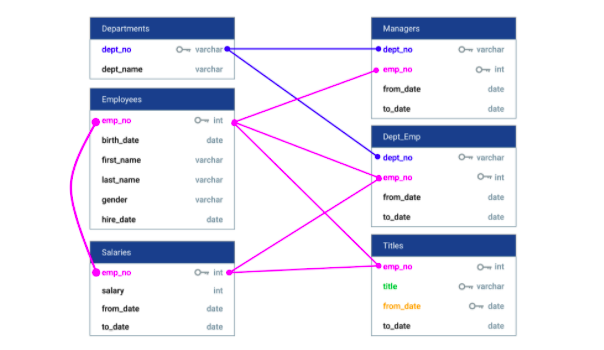 Departments
dept_no varchar
dept_name varchar
Employees
emp_no int
birth_date date
first_name varchar
last_name varchar
gender varchar
hire_date date
Salaries
emp_no int
salary int
from_date date
to_date date
Managers
dept_no varchar
emp_no int
from_date date
to_date date
Dept_Emp
dept_no varchar
emp_no int
from_date date
to_date date
Titles
emp_no int
title varchar
from_date date
to_date date